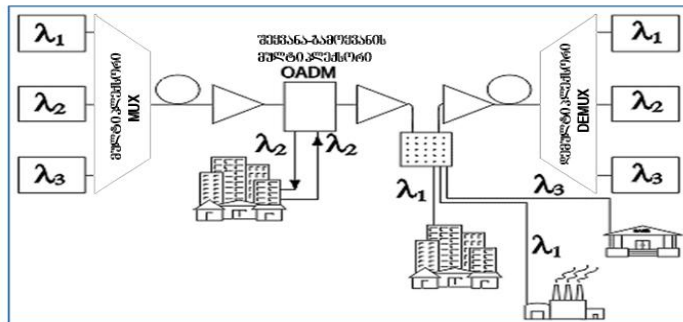 λ1
λ2
λ3
მულტიპლექსორი
MUX
შეყვანა-გამოყვანის
მულტიპლექსორი
OADM
λ2
λ2
λ1
λ3
λ1
დემულტიპლექსორი
DEMUX
λ1
λ2
λ3